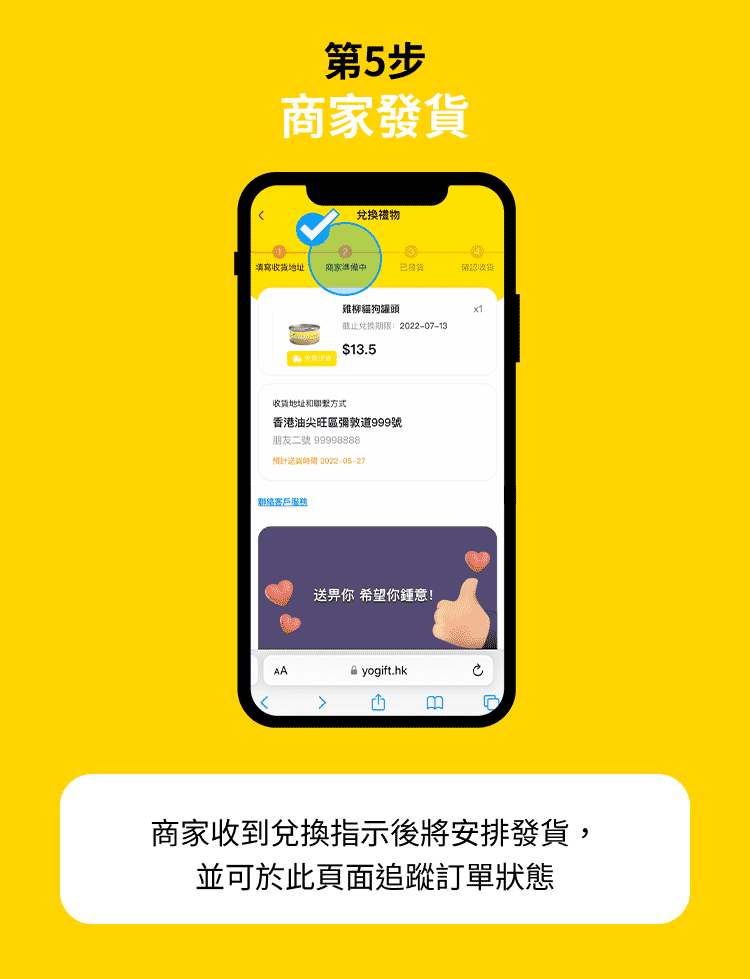 第5步
商家發貨
兌換禮物
1 2 3 4
填寫收貨地址 商家準備中 已發貨 確認收貨
雞柳貓狗罐頭 x1
截止兌換期限: 2022-07-13
$13.5
免費送貨
收貨地址和聯繫方式
香港油尖旺區彌敦道999號
朋友二號 99998888
預計送貨時間 2022-05-27
聯絡客戶服務
送畀你 希望你鍾意!
AA yogift.hk
商家收到兌換指示後將安排發貨，
並可於此頁面追蹤訂單狀態